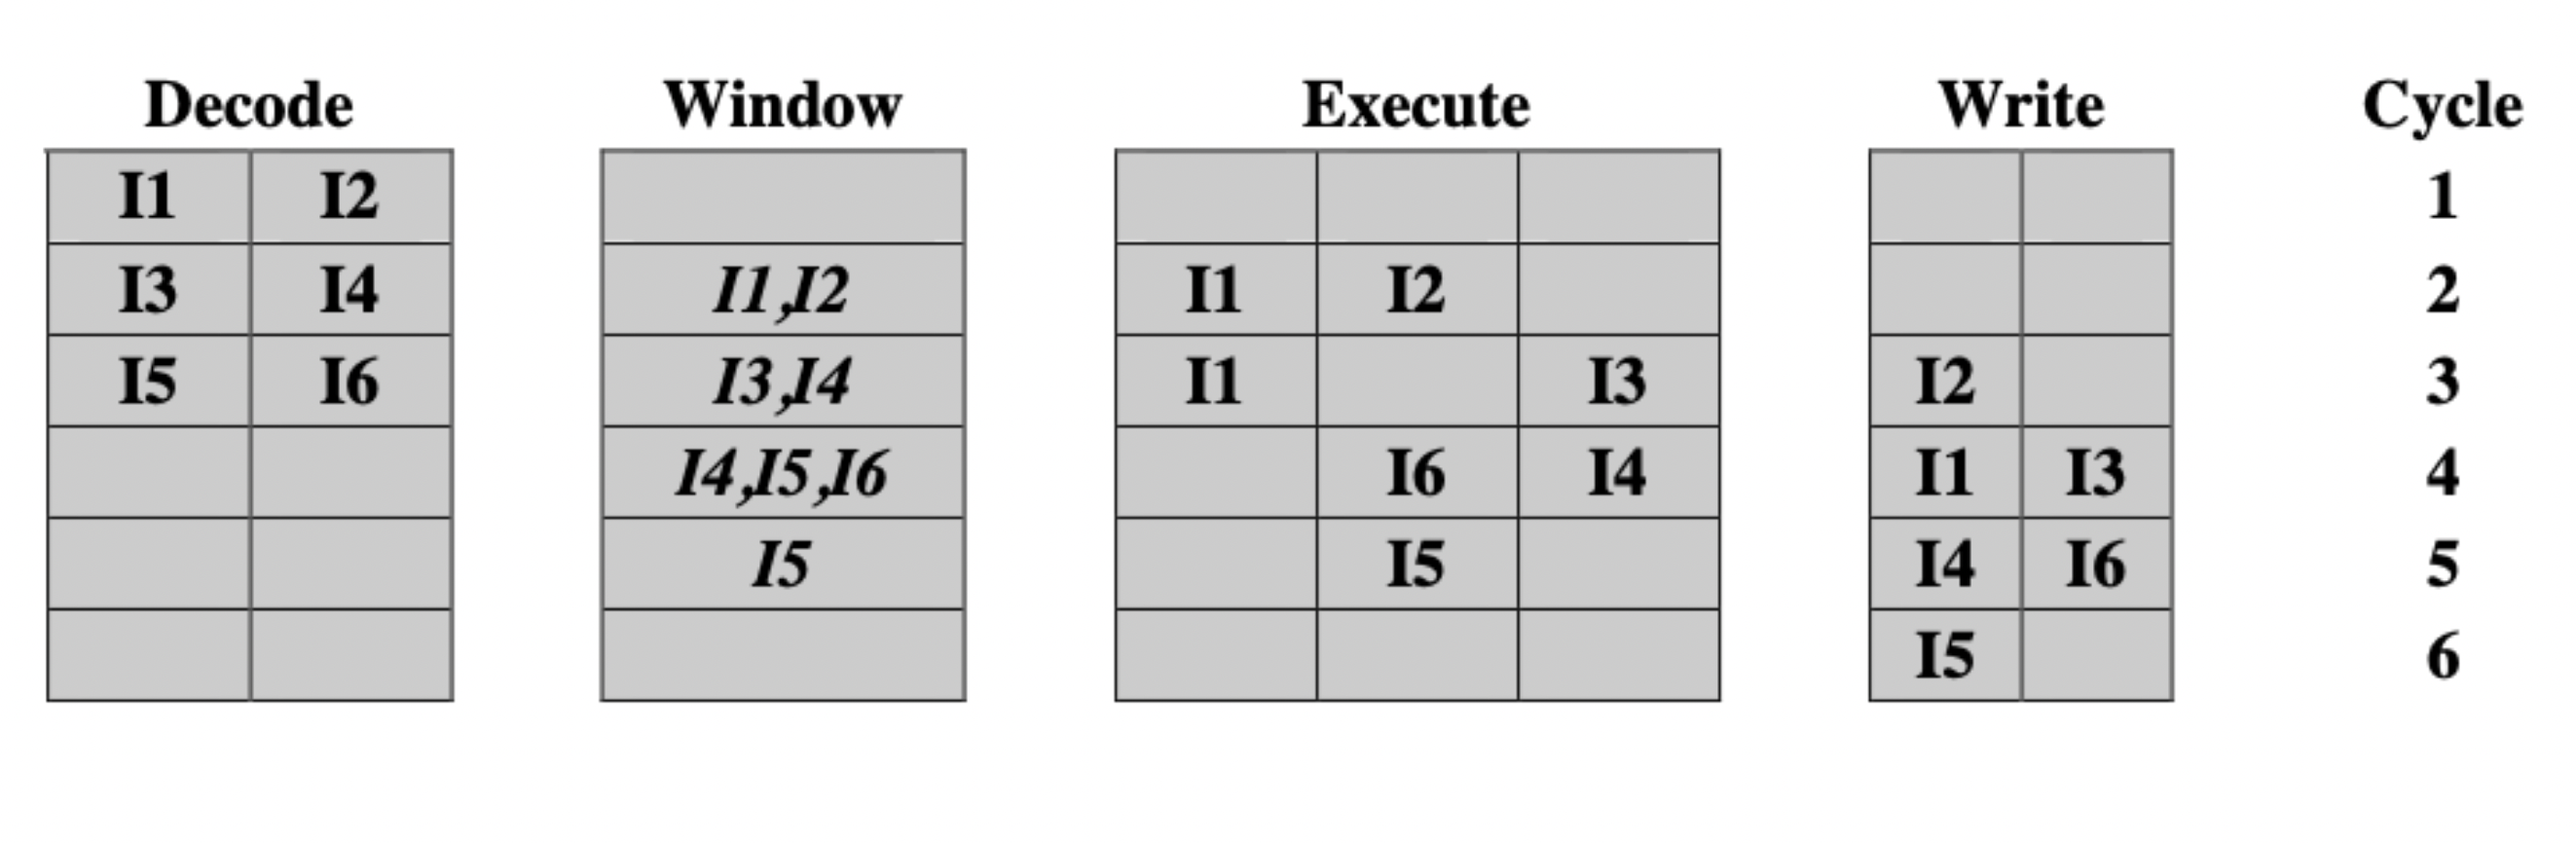 Decode Window Execute Write Cycle
I1 I2 1
I3 I4 I1,I2 I1 I2 2
I5 I6 I3,I4 I1 I3 I2 3
I4,I5,I6 I6 I4 I1 I3 4
I5 I5 I4 I6 5
I5 6